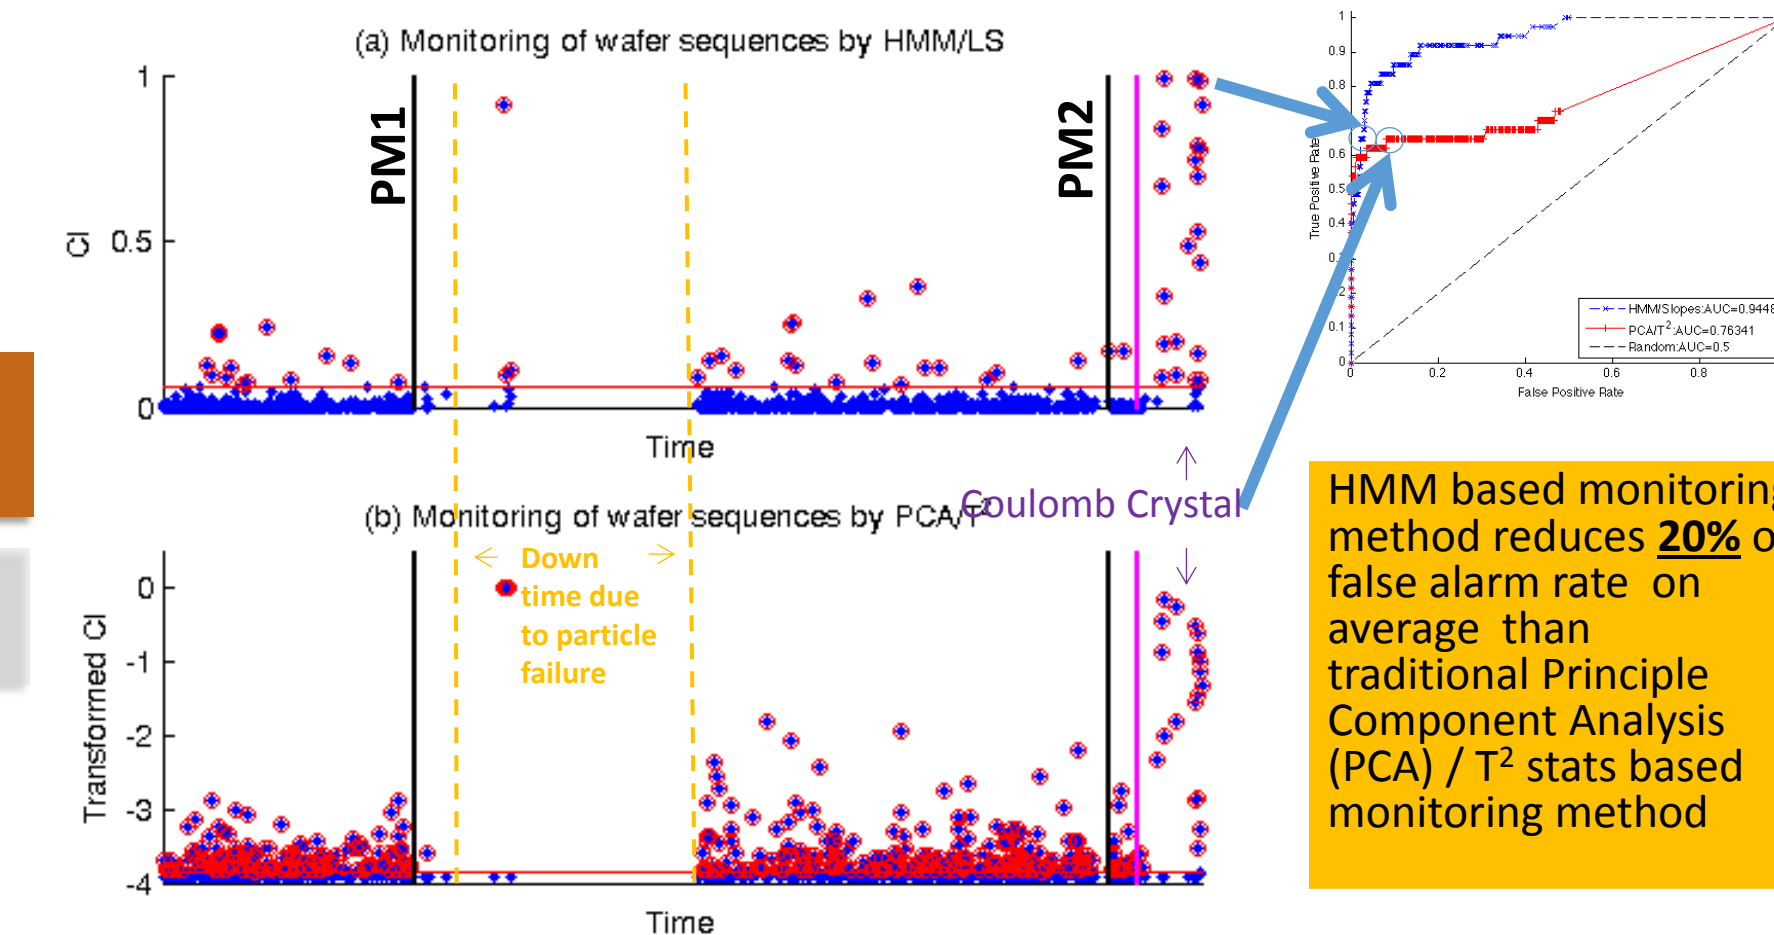 (a) Monitoring of wafer sequences by HMM/LS
1
0.5
0
CI
PM1
PM2
Time
(b) Monitoring of wafer sequences by PCA/T²
Coulomb Crystal
Down
time due
to particle
failure
0
-1
-2
-3
-4
Transformed CI
Time
1
0.9
0.8
0.6
0.5
0.4
0.1
0
0
0.2
0.4
0.6
0.8
True Positive Rate
False Positive Rate
HMM/Slopes:AUC=0.9448
PCA/T²:AUC=0.76341
Random:AUC=0.5
HMM based monitoring
method reduces 20% o
false alarm rate on
average than
traditional Principle
Component Analysis
(PCA) / T² stats based
monitoring method